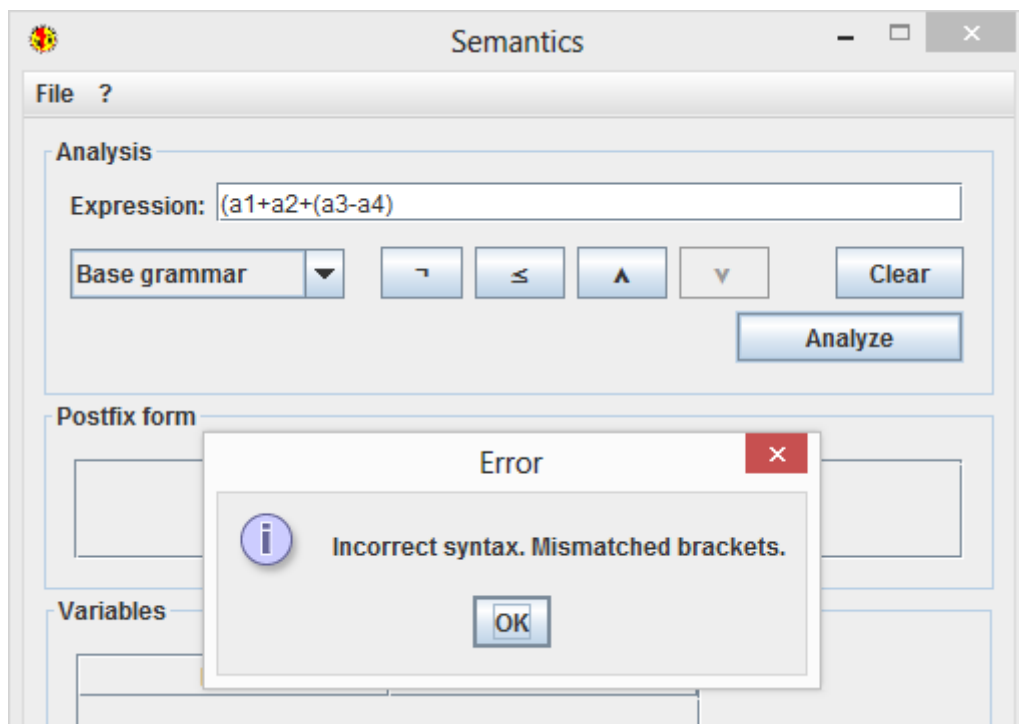 Semantics
File ?
Analysis
Expression: (a1+a2+(a3-a4)
Base grammar ¬ ≤ ∧ ∨ Clear
Analyze
Postfix form
Error
Incorrect syntax. Mismatched brackets.
OK
Variables